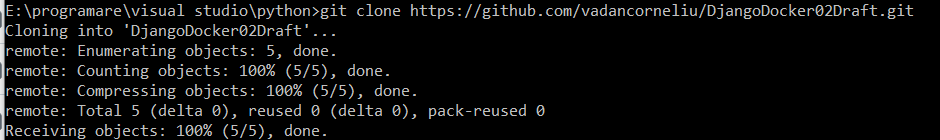 E:\programare\visual studio\python>git clone https://github.com/vadancorneliu/DjangoDocker02Draft.git
Cloning into 'DjangoDocker02Draft'...
remote: Enumerating objects: 5, done.
remote: Counting objects: 100% (5/5), done.
remote: Compressing objects: 100% (5/5), done.
remote: Total 5 (delta 0), reused 0 (delta 0), pack-reused 0
Receiving objects: 100% (5/5), done.